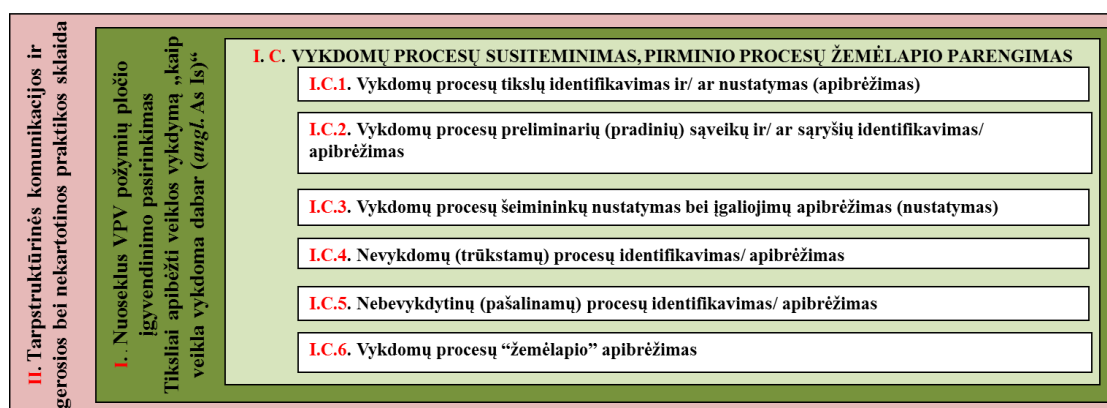 II. Tarpstruktūrinės komunikacijos ir
gerosios bei nekartotinos praktikos sklaida
I. . Nuoseklus VPV požynių pločio
įgyvendinimo pasirinkimas
Tiksliai apibėžti veiklos vykdymą „kaip
veikla vykdoma dabar (angl. As Is)“
I. C. VYKDOMŲ PROCESŲ SUSITEMINIMAS, PIRMINIO PROCESŲ ŽEMĖLAPIO PARENGIMAS
I.C.1. Vykdomų procesų tikslų identifikavimas ir/ ar nustatymas (apibrėžimas)
I.C.2. Vykdomų procesų preliminarių (pradinių) sąveikų ir/ ar sąryšių identifikavimas/
apibrėžimas
I.C.3. Vykdomų procesų šeimininkų nustatymas bei įgaliojimų apibrėžimas (nustatymas)
I.C.4. Nevykdomų (trūkstamų) procesų identifikavimas/ apibrėžimas
I.C.5. Nebevykdytinų (pašalinamų) procesų identifikavimas/ apibrėžimas
I.C.6. Vykdomų procesų “žemėlapio” apibrėžimas